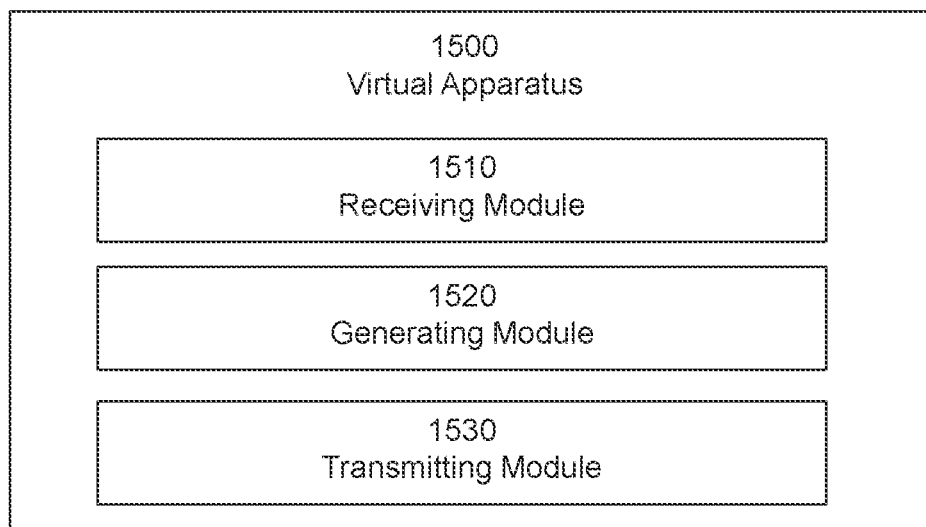 1500
Virtual Apparatus
1510
Receiving Module
1520
Generating Module
1530
Transmitting Module